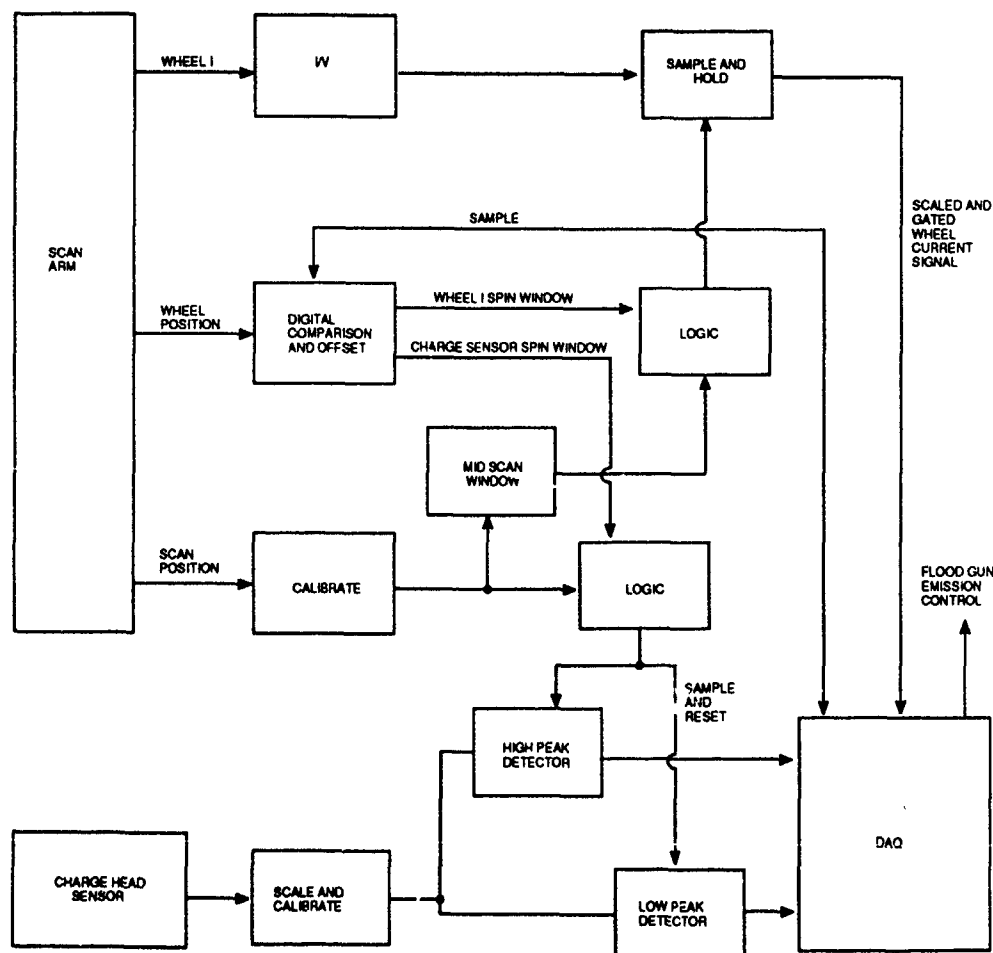 WHEEL I
SAMPLE AND
HOLD
SCAN
ARM
SAMPLE
SCALED AND
GATED
WHEEL
CURRENT
SIGNAL
WHEEL
POSITION
DIGITAL
COMPARISON
AND OFFSET
WHEEL I SPIN WINDOW
CHARGE SENSOR SPIN WINDOW
LOGIC
MID SCAN
WINDOW
SCAN
POSITION
CALIBRATE
LOGIC
FLOOD GUN
EMISSION
CONTROL
SAMPLE
AND
RESET
HIGH PEAK
DETECTOR
DAQ
CHARGE HEAD
SENSOR
SCALE AND
CALIBRATE
LOW PEAK
DETECTOR